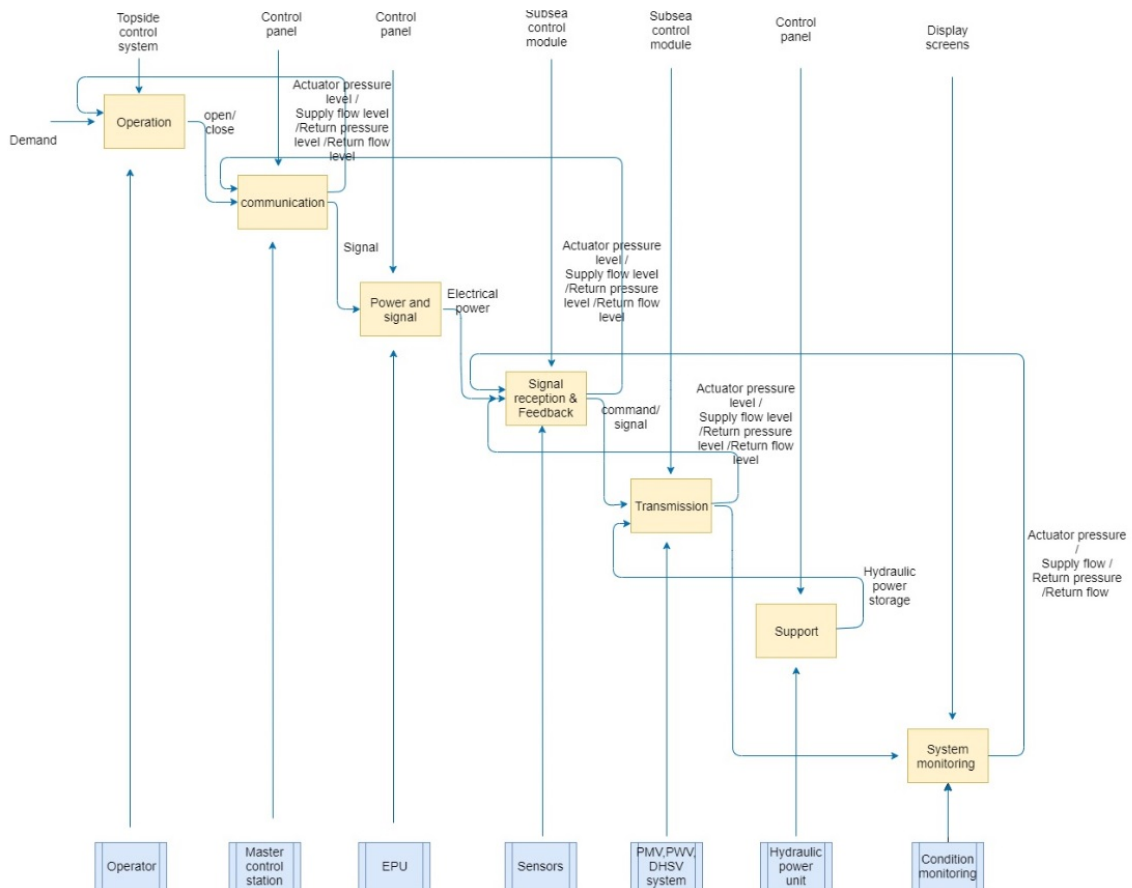 Topside
control
system
Control
panel
Control
panel
Subsea control
module
Subsea
control
module
Control
panel
Display
screens
Demand
Operation
open/
close
Actuator pressure
level /
Supply flow level
/Return pressure
level /Return flow
level
communication
Signal
Power and
signal
Electrical
power
Actuator pressure
level /
Supply flow level
/Return pressure
level /Return flow
level
Signal
reception &
Feedback
command/
signal
Actuator pressure
level /
Supply flow level
/Return pressure
level /Return flow
level
Transmission
Hydraulic
power
storage
Support
Actuator pressure
/
Supply flow /
Return pressure
/Return flow
System
monitoring
Operator
Master
control
station
EPU
Sensors
PMV,PWV,
DHSV
system
Hydraulic
power
unit
Condition
monitoring